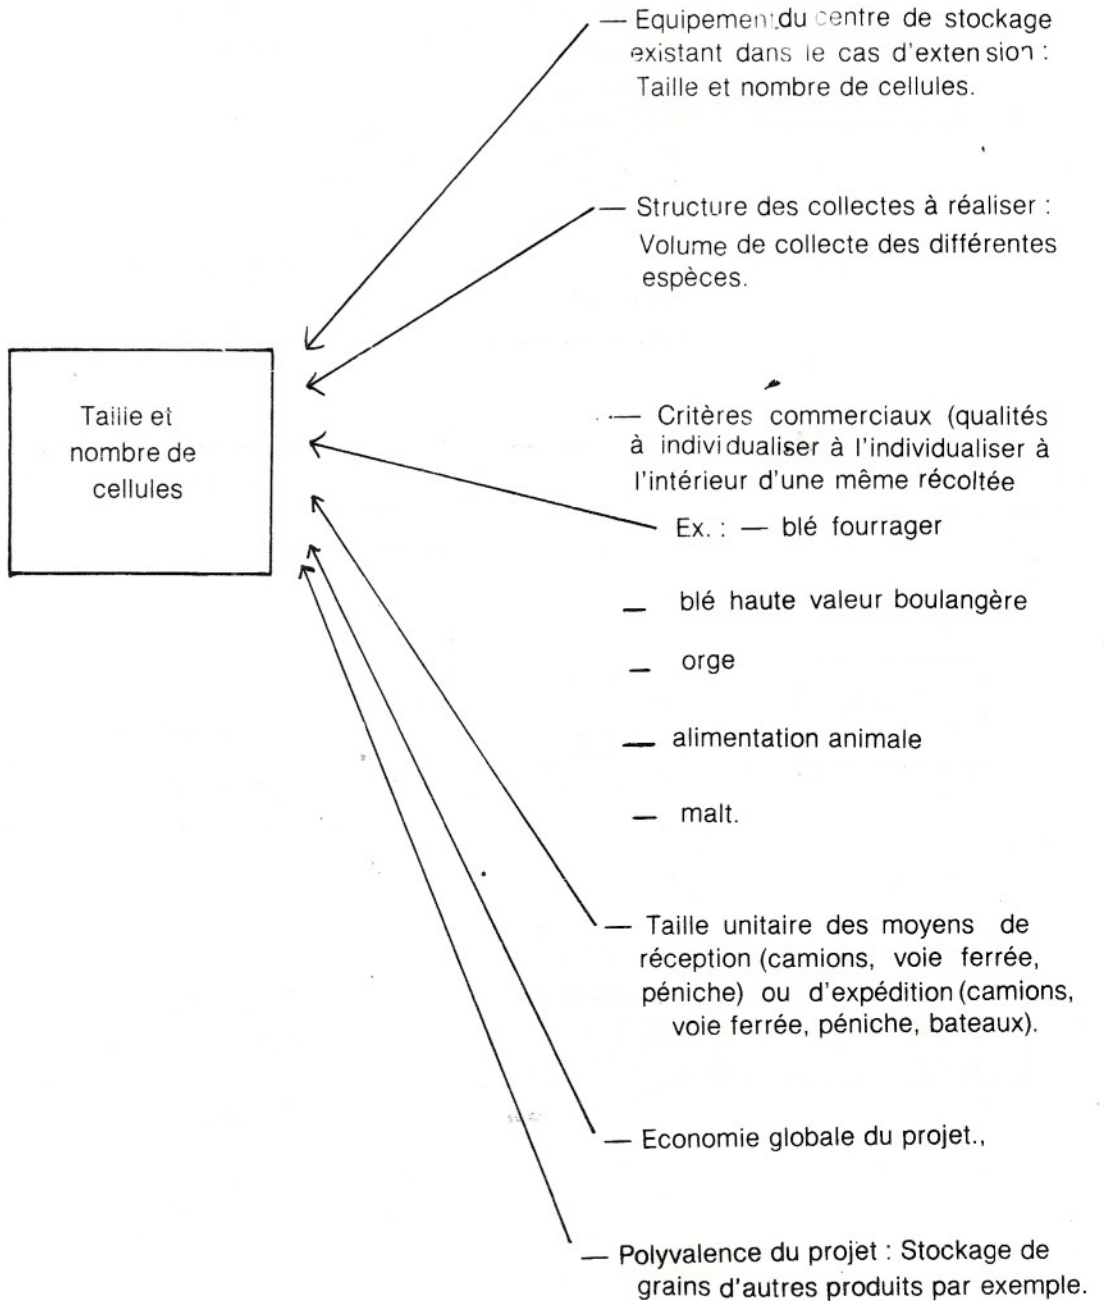 — Equipement du centre de stockage
existant dans le cas d'extension :
Taille et nombre de cellules.
— Structure des collectes à réaliser :
Volume de collecte des différentes
espèces.
Taille et
nombre de
cellules
— Critères commerciaux (qualités
à individualiser à l'individualiser à
l'intérieur d'une même récoltée
Ex. : — blé fourrager
— blé haute valeur boulangère
— orge
— alimentation animale
— malt.
— Taille unitaire des moyens de
réception (camions, voie ferrée,
péniche) ou d'expédition (camions,
voie ferrée, péniche, bateaux).
— Economie globale du projet.,
— Polyvalence du projet : Stockage de
grains d'autres produits par exemple.